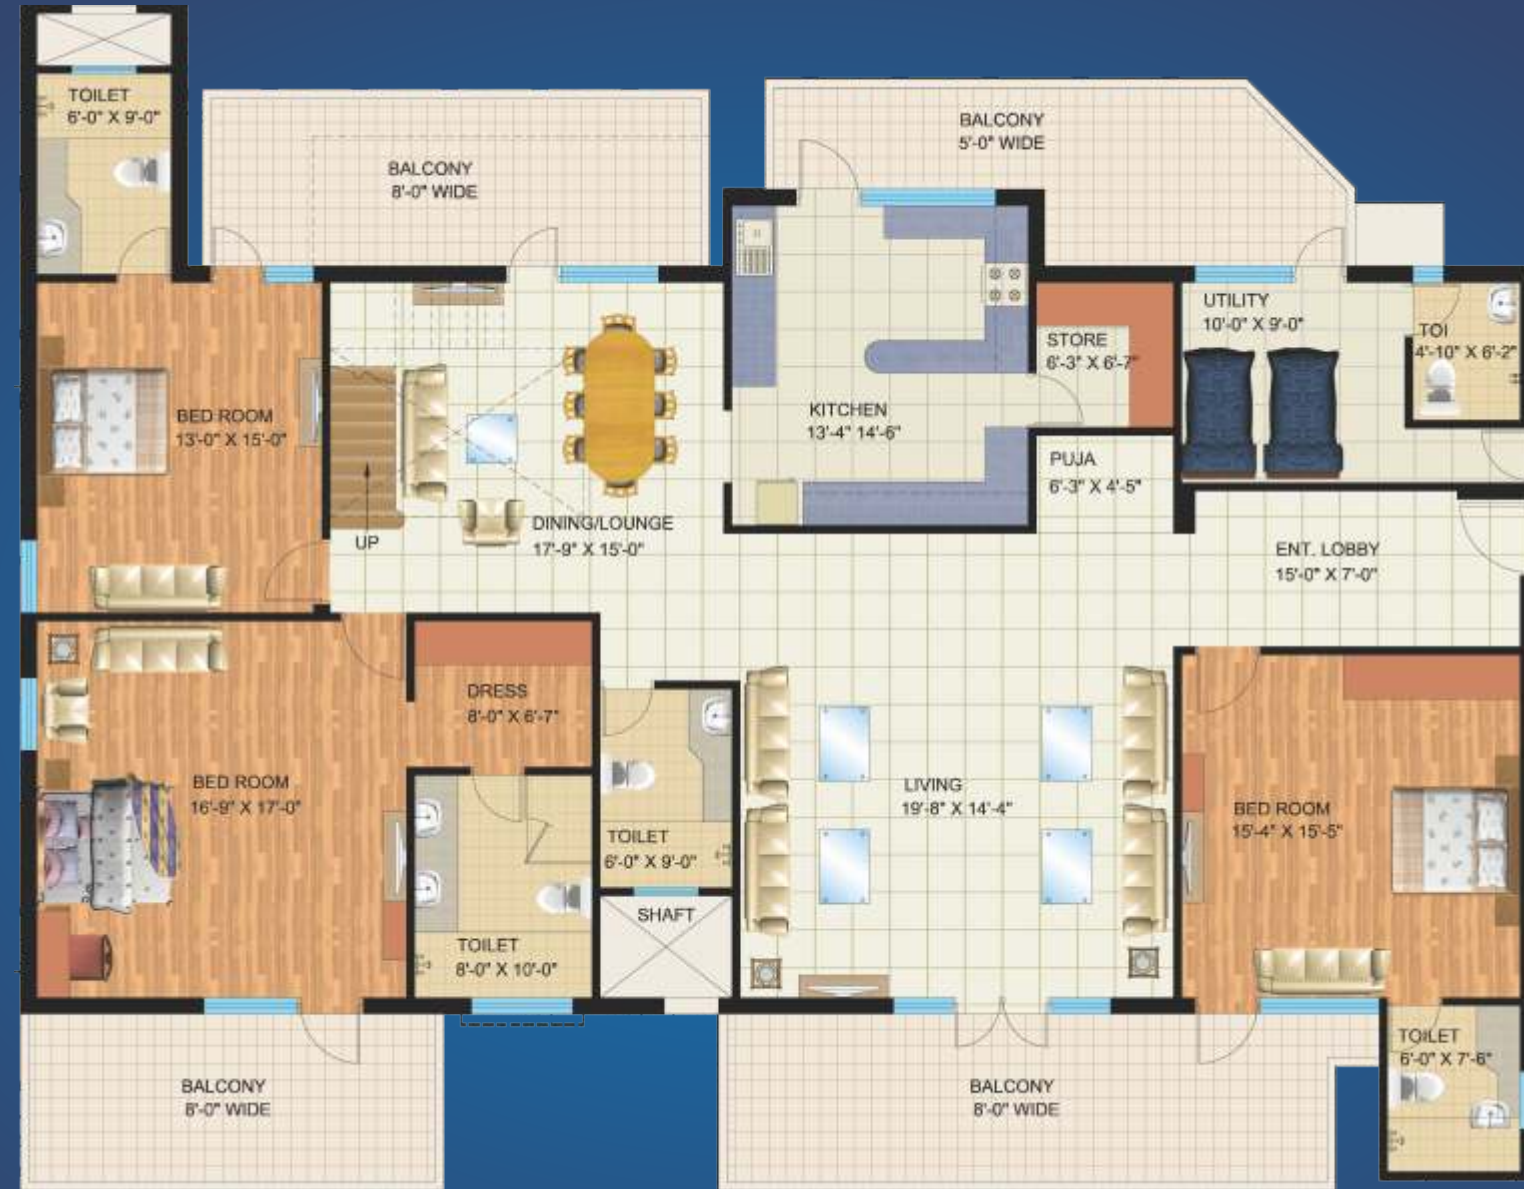 TOILET
6'-0" X 9'-0"
BALCONY
8'-0" WIDE
BALCONY
5'-0" WIDE
UTILITY
10'-0" X 9'-0"
TOI
4'-10" X 6'-2"
STORE
6'-3" X 6'-7"
BED ROOM
13'-0" X 15'-0"
KITCHEN
13'-4" 14'-6"
PUJA
6'-3" X 4'-5"
UP
DINING/LOUNGE
17'-9" X 15'-0"
ENT. LOBBY
15'-0" X 7'-0"
DRESS
8'-0" X 6'-7"
BED ROOM
16'-9" X 17'-0"
LIVING
19'-8" X 14'-4"
BED ROOM
15'-4" X 15'-5"
TOILET
6'-0" X 9'-0"
SHAFT
TOILET
8'-0" X 10'-0"
TOILET
6'-0" X 7'-6"
BALCONY
8'-0" WIDE
BALCONY
8'-0" WIDE